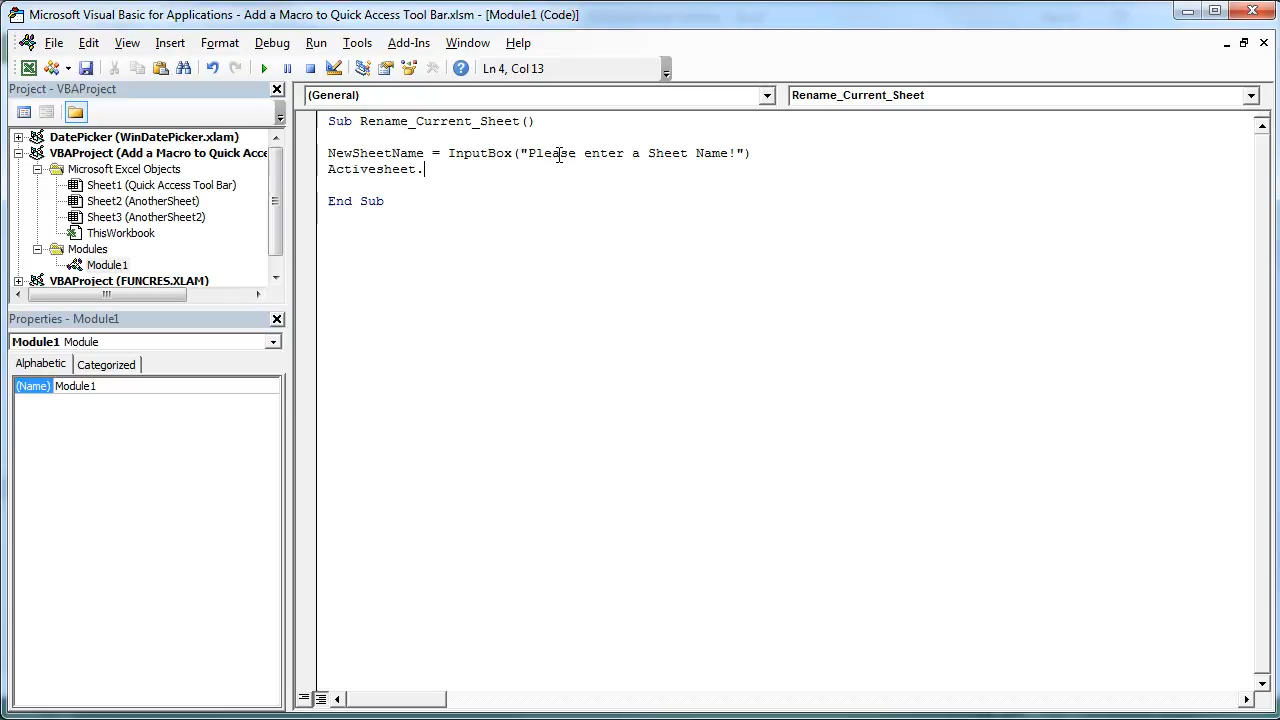 Microsoft Visual Basic for Applications - Add a Macro to Quick Access Tool Bar.xlsm - [Module1 (Code)]
File Edit View Insert Format Debug Run Tools Add-Ins Window Help
Ln 4, Col 13
Project - VBAProject
(General) Rename_Current_Sheet
DatePicker (WinDatePicker.xlam)
VBAProject (Add a Macro to Quick Acce
Microsoft Excel Objects
Sheet1 (Quick Access Tool Bar)
Sheet2 (AnotherSheet)
Sheet3 (AnotherSheet2)
ThisWorkbook
Modules
Module1
VBAProject (FUNCRES.XLAM)
Properties - Module1
Module1 Module
Alphabetic Categorized
(Name) Module1
Sub Rename_Current_Sheet()
NewSheetName = InputBox("Please enter a Sheet Name!")
Activesheet.
End Sub